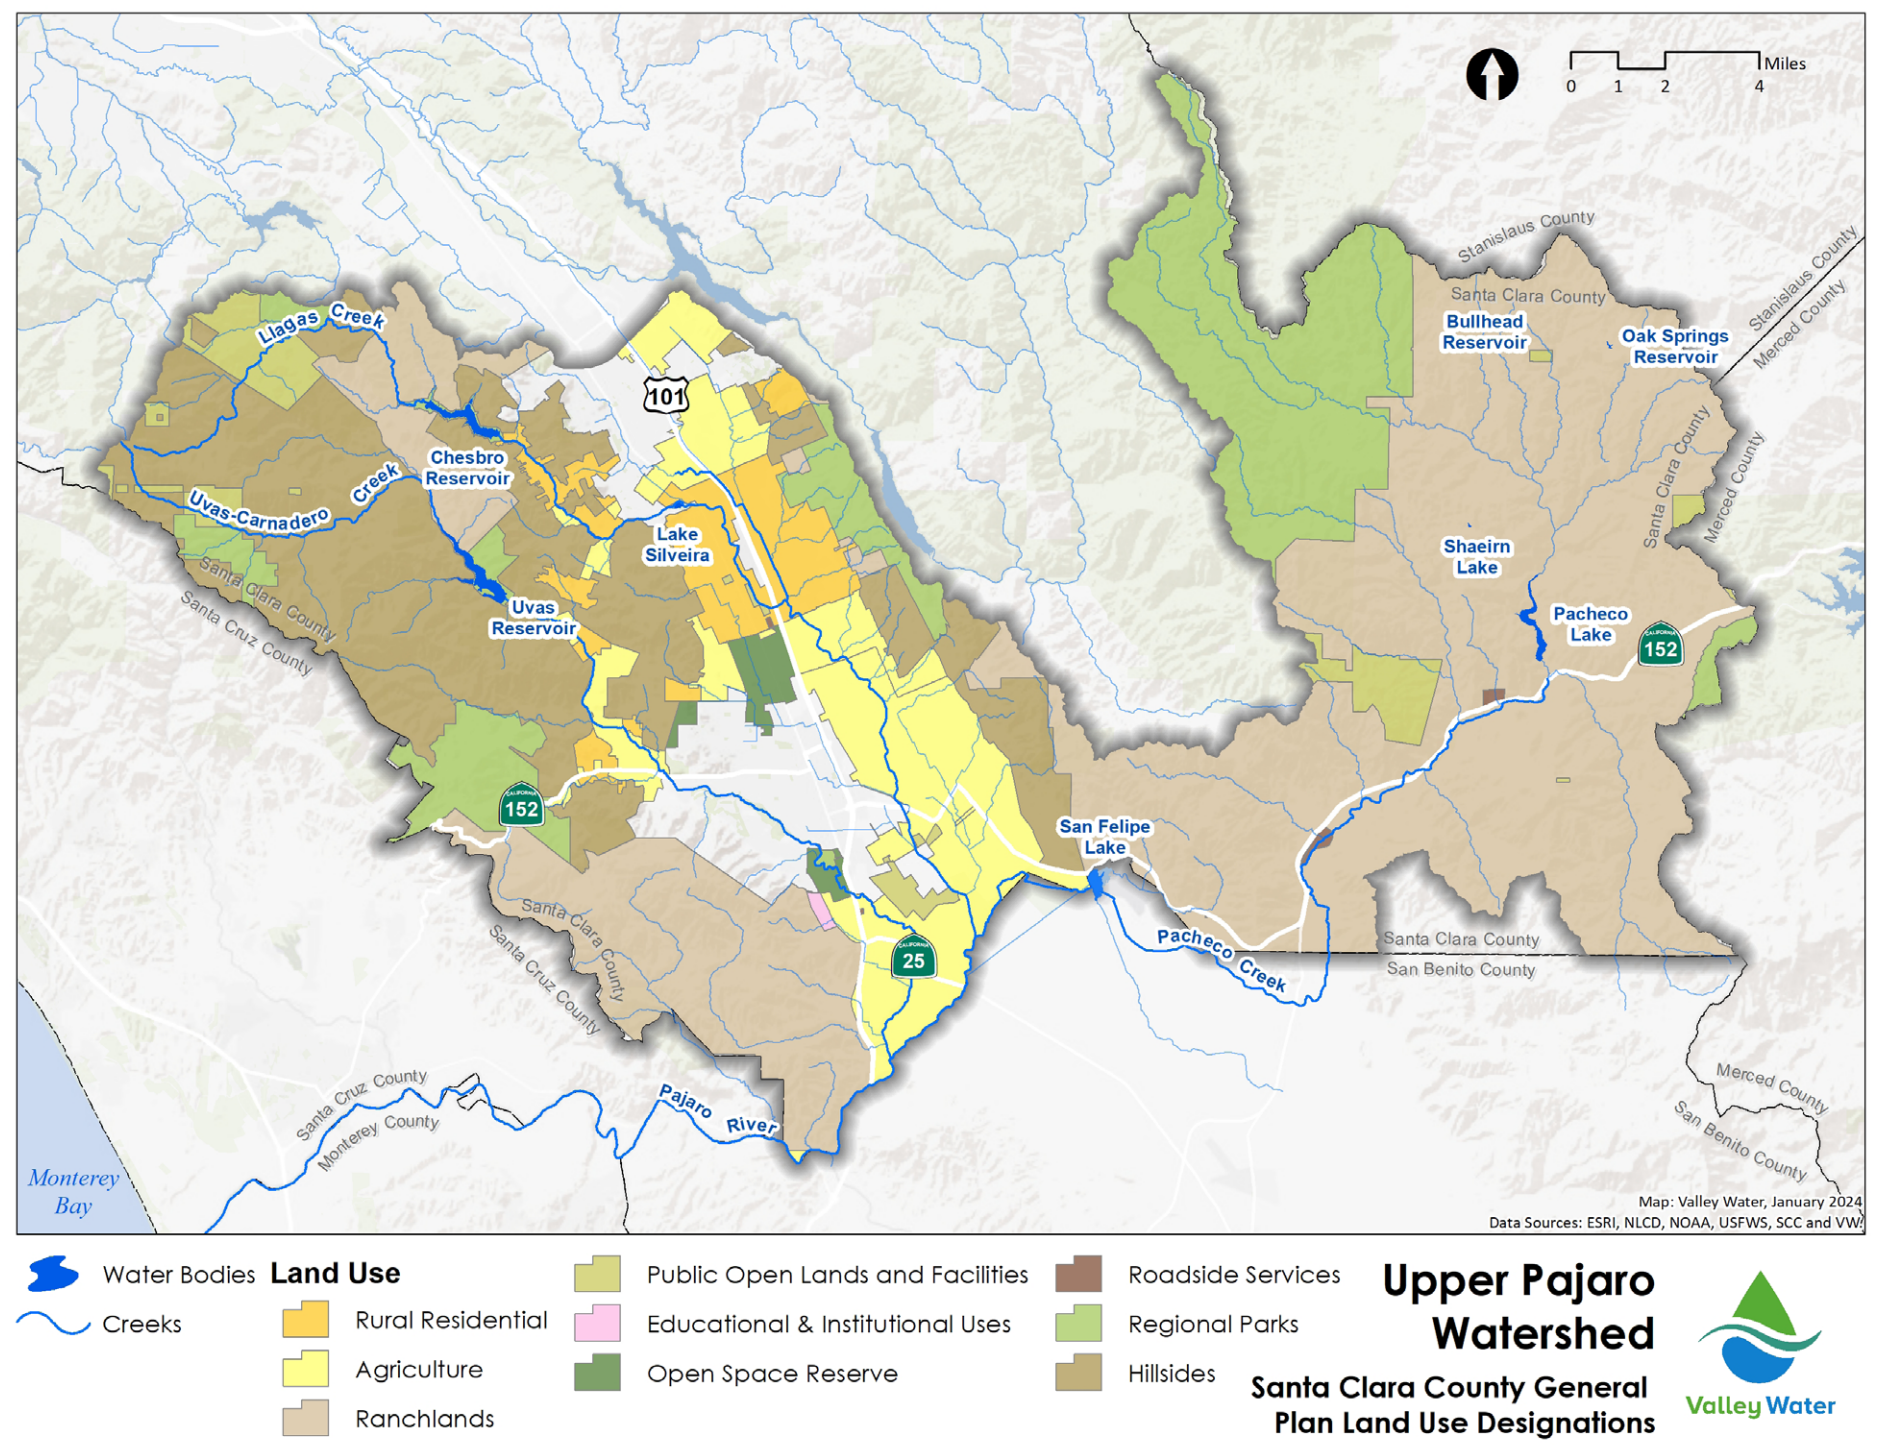 Miles
0 1 2 4
Stanislaus County
Santa Clara County
Stanislaus County
Merced County
Bullhead
Reservoir
Oak Springs
Reservoir
Llagas Creek
101
Chesbro
Reservoir
Uvas-Carnadero Creek
Santa Clara County
Merced County
Lake
Silveira
Shaeirn
Lake
Santa Clara County
Santa Cruz County
Uvas
Reservoir
Pacheco
Lake
CALIFORNIA
152
CALIFORNIA
152
San Felipe
Lake
Santa Clara County
Santa Cruz County
CALIFORNIA
25
Pacheco Creek
Santa Clara County
San Benito County
Santa Cruz County
Monterey County
Pajaro River
Merced County
San Benito County
Monterey
Bay
Map: Valley Water, January 2024
Data Sources: ESRI, NLCD, NOAA, USFWS, SCC and VW.
Water Bodies
Creeks
Land Use
Rural Residential
Agriculture
Ranchlands
Public Open Lands and Facilities
Educational & Institutional Uses
Open Space Reserve
Roadside Services
Regional Parks
Hillsides
Upper Pajaro
Watershed
Santa Clara County General
Plan Land Use Designations
Valley Water